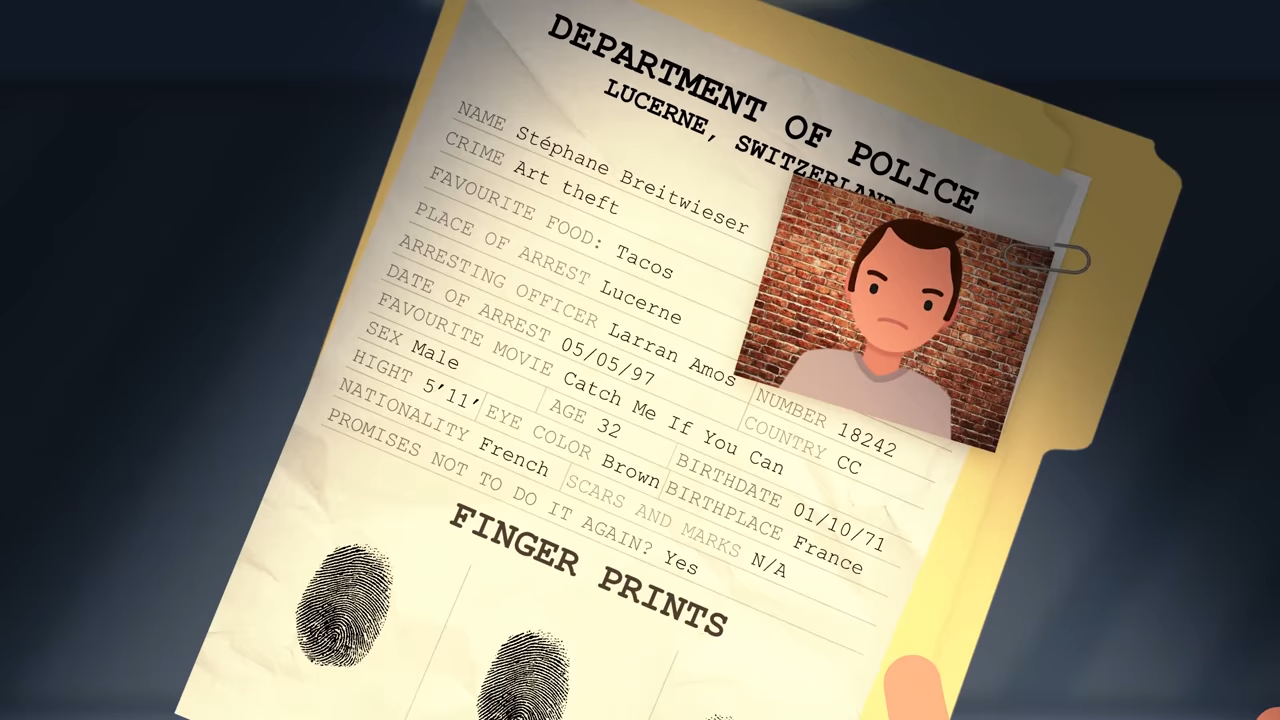 DEPARTMENT OF POLICE
LUCERNE, SWITZERLAND
NAME Stéphane Breitwieser
CRIME Art theft
FAVOURITE FOOD: Tacos
PLACE OF ARREST Lucerne
ARRESTING OFFICER Larran Amos
DATE OF ARREST 05/05/97
NUMBER 18242
FAVOURITE MOVIE Catch Me If You Can
COUNTRY CC
SEX Male
AGE 32
BIRTHDATE 01/10/71
HIGHT 5’11’
EYE COLOR Brown
BIRTHPLACE France
NATIONALITY French
SCARS AND MARKS N/A
PROMISES NOT TO DO IT AGAIN? Yes
FINGER PRINTS